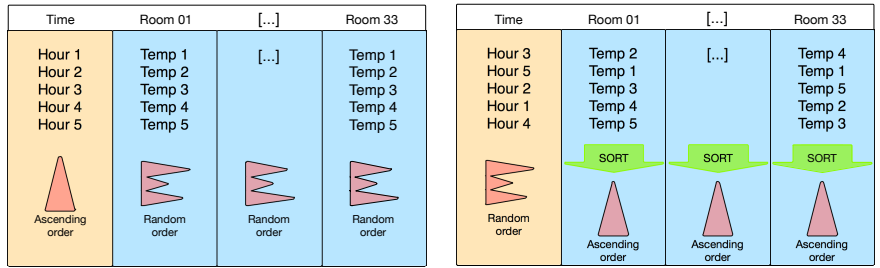 Time Room 01 [...] Room 33
Hour 1 Temp 1 [...] Temp 1
Hour 2 Temp 2 Temp 2
Hour 3 Temp 3 Temp 3
Hour 4 Temp 4 Temp 4
Hour 5 Temp 5 Temp 5
Ascending order Random order Random order Random order
Time Room 01 [...] Room 33
Hour 3 Temp 2 [...] Temp 4
Hour 5 Temp 1 Temp 1
Hour 2 Temp 3 Temp 5
Hour 1 Temp 4 Temp 2
Hour 4 Temp 5 Temp 3
SORT SORT SORT
Random order Ascending order Ascending order Ascending order